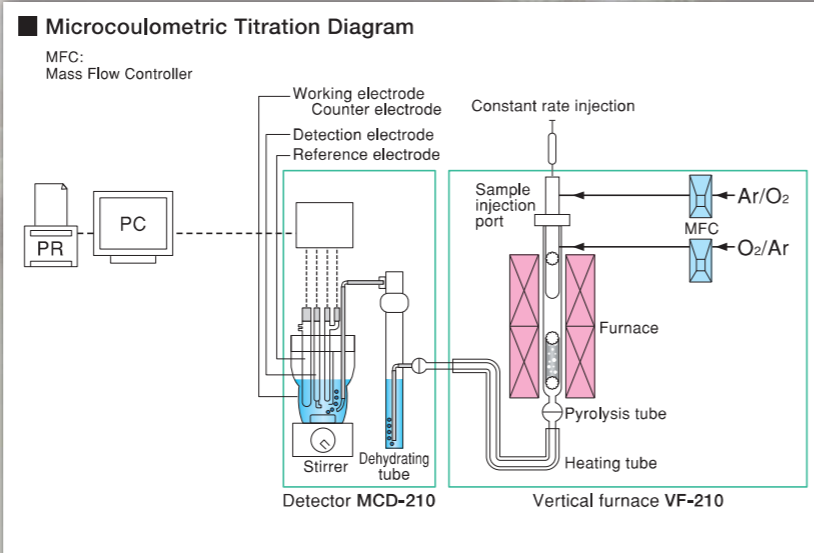 ■ Microcoulometric Titration Diagram
MFC:
Mass Flow Controller
Working electrode
Counter electrode
Detection electrode
Reference electrode
Constant rate injection
Sample
injection
port
Ar/O₂
MFC
O₂/Ar
PR
PC
Furnace
Pyrolysis tube
Heating tube
Stirrer
Dehydrating
tube
Detector MCD-210
Vertical furnace VF-210